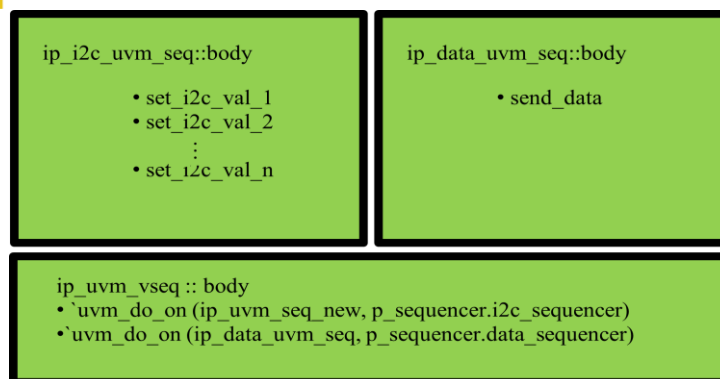 ip_i2c_uvm_seq::body
• set_i2c_val_1
• set_i2c_val_2
⋮
• set_i2c_val_n
ip_data_uvm_seq::body
• send_data
ip_uvm_vseq :: body
• `uvm_do_on (ip_uvm_seq_new, p_sequencer.i2c_sequencer)
•`uvm_do_on (ip_data_uvm_seq, p_sequencer.data_sequencer)